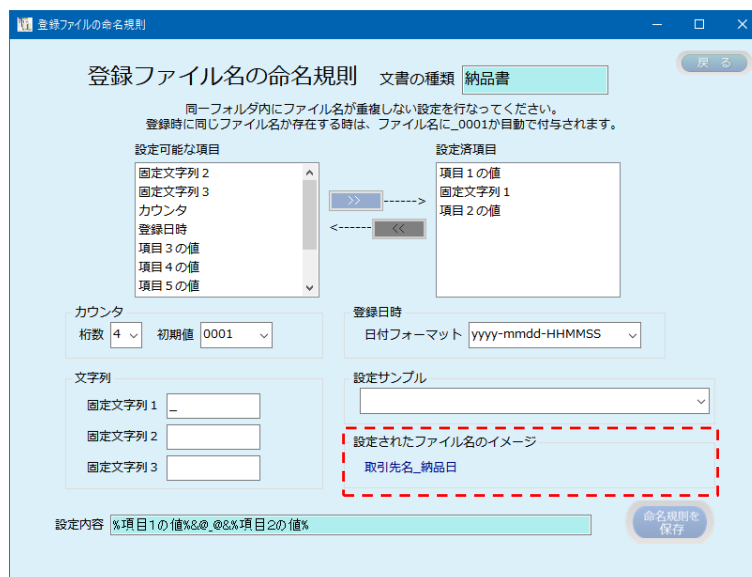 登録ファイルの命名規則
戻 る
登録ファイル名の命名規則 文書の種類 納品書
同一フォルダ内にファイル名が重複しない設定を行なってください。
登録時に同じファイル名か存在する時は、ファイル名に_0001か自動で付与されます。
設定可能な項目
固定文字列2
固定文字列3
カウンタ
登録日時
項目3の値
項目4の値
項目5の値
>> ------>
<------ <<
設定済項目
項目1の値
固定文字列1
項目2の値
カウンタ
桁数 4 初期値 0001
登録日時
日付フォーマット yyyy-mmdd-HHMMSS
文字列
固定文字列1 _
固定文字列2
固定文字列3
設定サンプル
設定されたファイル名のイメージ
取引先名_納品日
設定内容 %項目1の値%&@_@&%項目2の値%
命名規則を
保存